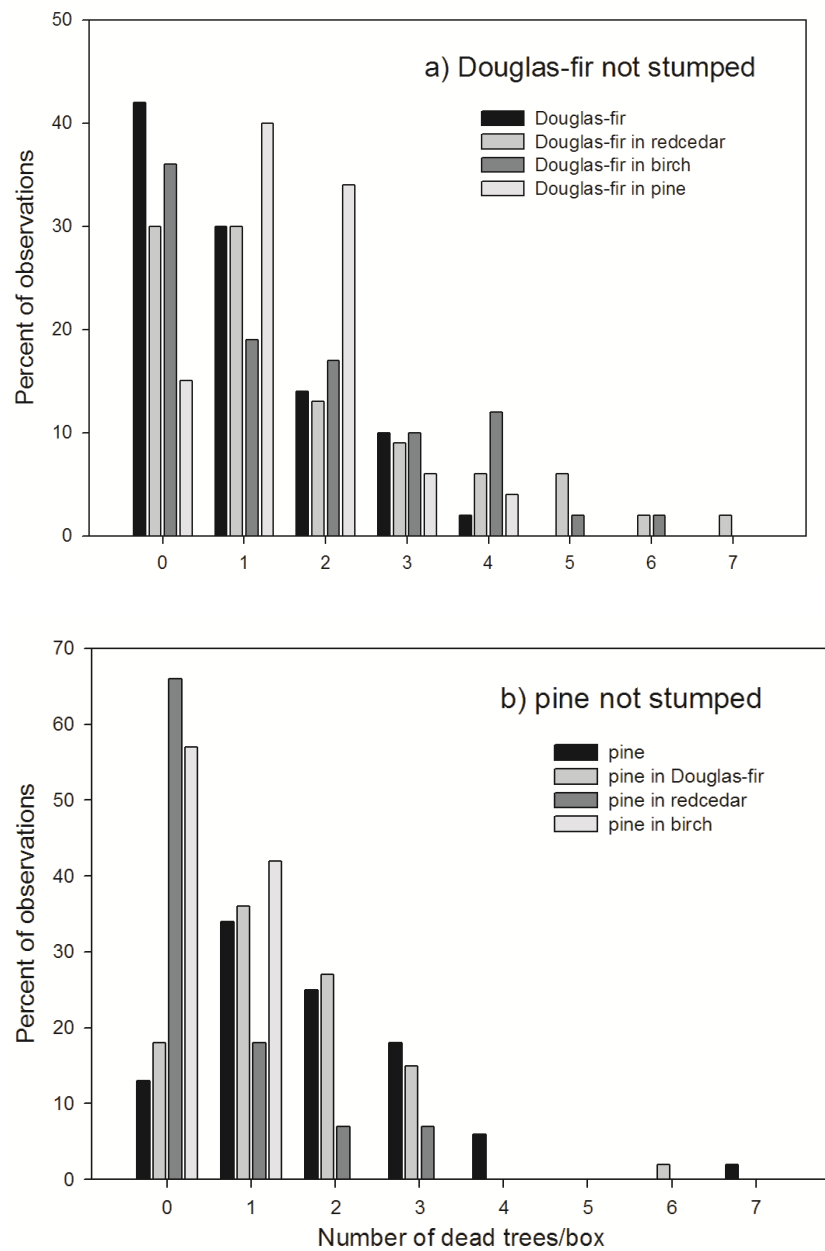 50
a) Douglas-fir not stumped
Douglas-fir
40
Douglas-fir in redcedar
Douglas-fir in birch
Douglas-fir in pine
30
Percent of observations
20
10
0
0 1 2 3 4 5 6 7
70
b) pine not stumped
60
pine
pine in Douglas-fir
50
pine in redcedar
pine in birch
40
Percent of observations
30
20
10
0
0 1 2 3 4 5 6 7
Number of dead trees/box